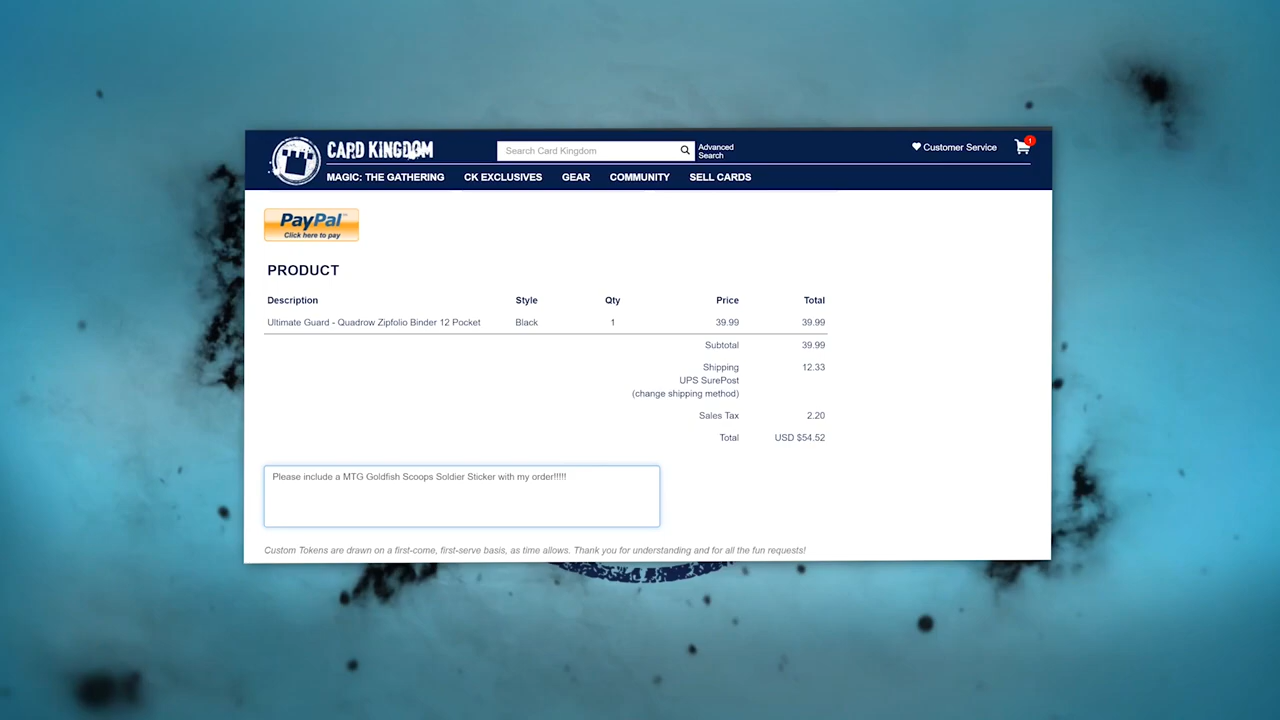 CARD KINGDOM
Search Card Kingdom
Advanced
Search
Customer Service
1
MAGIC: THE GATHERING CK EXCLUSIVES GEAR COMMUNITY SELL CARDS
PayPal™
Click here to pay
PRODUCT
Description Style Qty Price Total
Ultimate Guard - Quadrow Zipfolio Binder 12 Pocket Black 1 39.99 39.99
Subtotal 39.99
Shipping 12.33
UPS SurePost
(change shipping method)
Sales Tax 2.20
Total USD $54.52
Please include a MTG Goldfish Scoops Soldier Sticker with my order!!!!!
Custom Tokens are drawn on a first-come, first-serve basis, as time allows. Thank you for understanding and for all the fun requests!